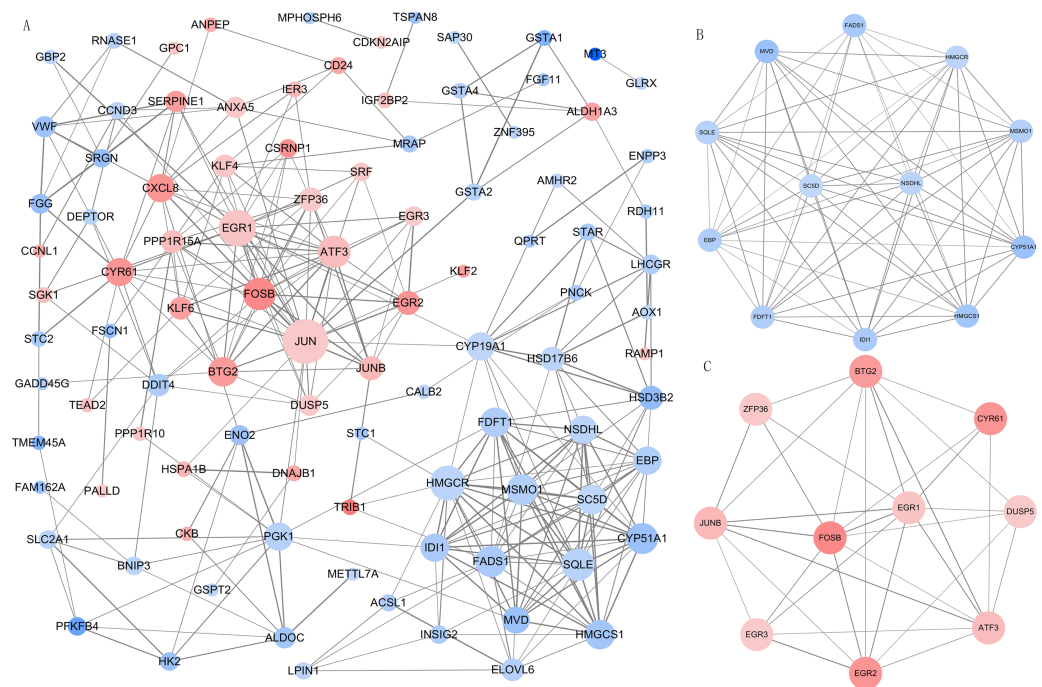 A
MPHOSPH6
TSPAN8
ANPEP
RNASE1
GPC1
CDKN2AIP
SAP30
GSTA1
GBP2
CD24
MT3
GLRX
FGF11
SERPINE1
CCND3
ANXA5
IER3
IGF2BP2
GSTA4
ALDH1A3
VWF
SRGN
CSRNP1
MRAP
ZNF395
KLF4
SRF
ENPP3
FGG
CXCL8
ZFP36
GSTA2
AMHR2
DEPTOR
EGR3
RDH11
EGR1
PPP1R15A
ATF3
QPRT
STAR
CCNL1
CYR61
KLF2
LHCGR
SGK1
KLF6
FOSB
EGR2
PNCK
AOX1
STC2
FSCN1
JUN
CYP19A1
HSD17B6
RAMP1
GADD45G
DDIT4
BTG2
JUNB
CALB2
HSD3B2
TEAD2
DUSP5
TMEM45A
PPP1R10
ENO2
STC1
FDFT1
NSDHL
FAM162A
PALLD
HSPA1B
DNAJB1
HMGCR
MSMO1
EBP
SC5D
TRIB1
SLC2A1
CKB
PGK1
IDI1
CYP51A1
BNIP3
FADS1
SQLE
GSPT2
METTL7A
ACSL1
PFKFB4
ALDOC
INSIG2
MVD
HMGCS1
HK2
LPIN1
ELOVL6
B
FADS1
MVD
HMGCR
SQLE
MSMO1
SC5D
NSDHL
EBP
CYP51A1
FDFT1
HMGCS1
IDI1
C
BTG2
ZFP36
CYR61
EGR1
DUSP5
JUNB
FOSB
EGR3
ATF3
EGR2